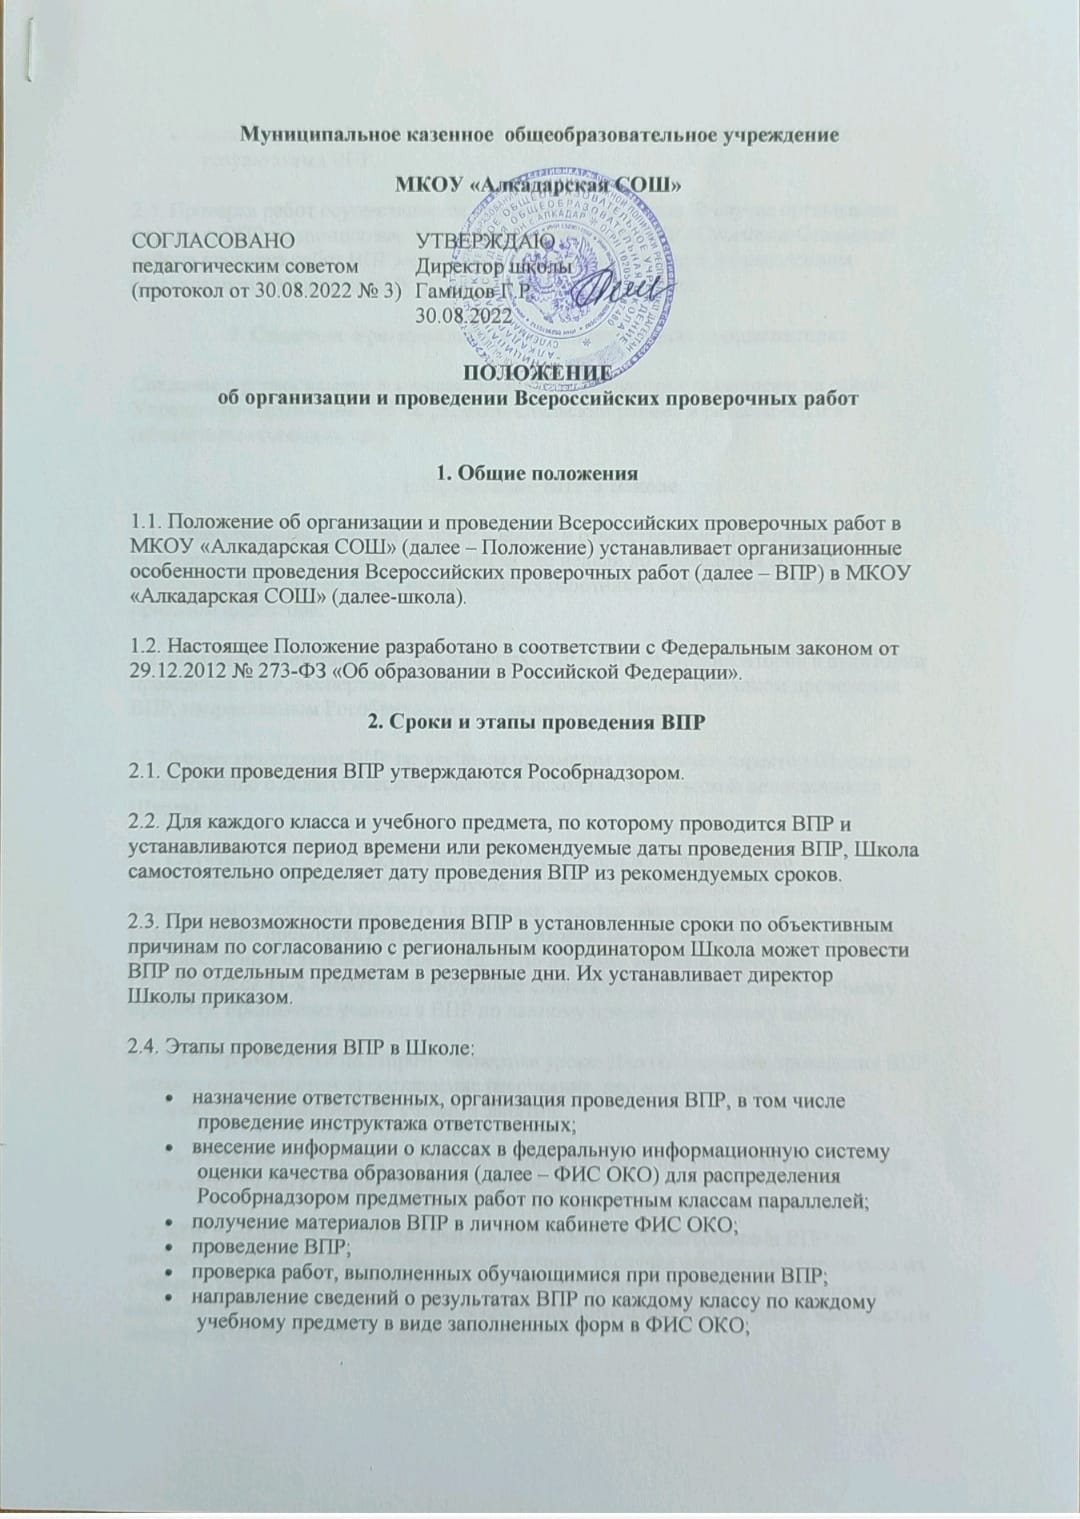 Муниципальное казенное общеобразовательное учреждение
МКОУ «Алкадарская СОШ»
СОГЛАСОВАНО
педагогическим советом
(протокол от 30.08.2022 № 3)
УТВЕРЖДАЮ
Директор школы
Гамидов Г.Р.
30.08.2022
ПОЛОЖЕНИЕ
об организации и проведении Всероссийских проверочных работ
1. Общие положения
1.1. Положение об организации и проведении Всероссийских проверочных работ в
МКОУ «Алкадарская СОШ» (далее – Положение) устанавливает организационные
особенности проведения Всероссийских проверочных работ (далее – ВПР) в МКОУ
«Алкадарская СОШ» (далее-школа).
1.2. Настоящее Положение разработано в соответствии с Федеральным законом от
29.12.2012 № 273-ФЗ «Об образовании в Российской Федерации».
2. Сроки и этапы проведения ВПР
2.1. Сроки проведения ВПР утверждаются Рособрнадзором.
2.2. Для каждого класса и учебного предмета, по которому проводится ВПР и
устанавливаются период времени или рекомендуемые даты проведения ВПР, Школа
самостоятельно определяет дату проведения ВПР из рекомендуемых сроков.
2.3. При невозможности проведения ВПР в установленные сроки по объективным
причинам по согласованию с региональным координатором Школа может провести
ВПР по отдельным предметам в резервные дни. Их устанавливает директор
Школы приказом.
2.4. Этапы проведения ВПР в Школе:
• назначение ответственных, организация проведения ВПР, в том числе
проведение инструктажа ответственных;
• внесение информации о классах в федеральную информационную систему
оценки качества образования (далее – ФИС ОКО) для распределения
Рособрнадзором предметных работ по конкретным классам параллелей;
• получение материалов ВПР в личном кабинете ФИС ОКО;
• проведение ВПР;
• проверка работ, выполненных обучающимися при проведении ВПР;
• направление сведений о результатах ВПР по каждому классу по каждому
учебному предмету в виде заполненных форм в ФИС ОКО;